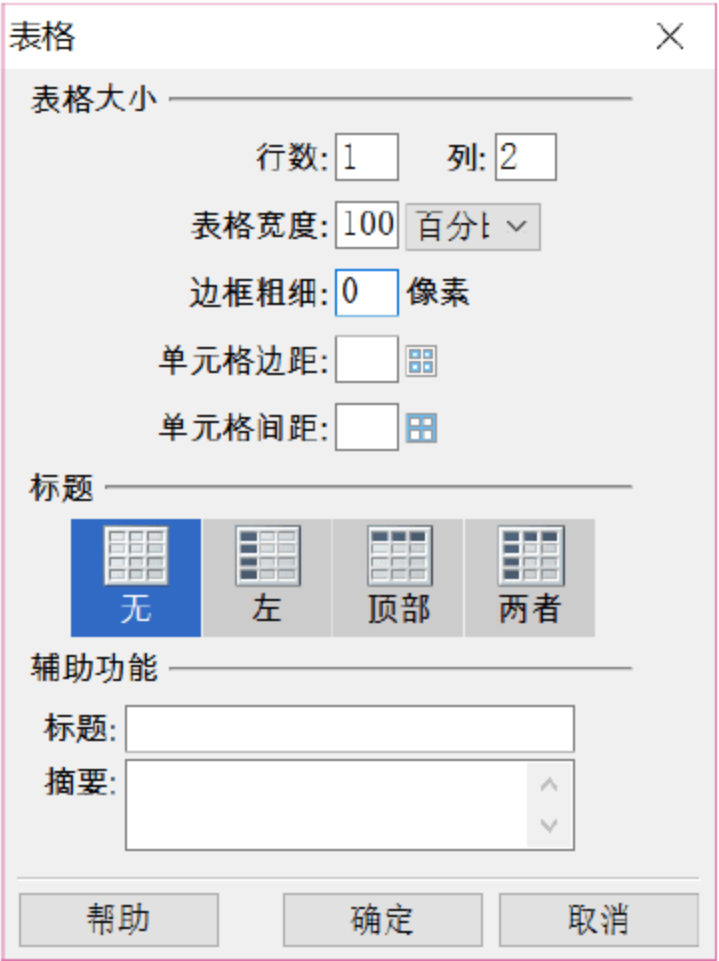 表格
表格大小
行数: 1 列: 2
表格宽度: 100 百分
边框粗细: 0 像素
单元格边距:
单元格间距:
标题
无 左 顶部 两者
辅助功能
标题:
摘要:
帮助 确定 取消